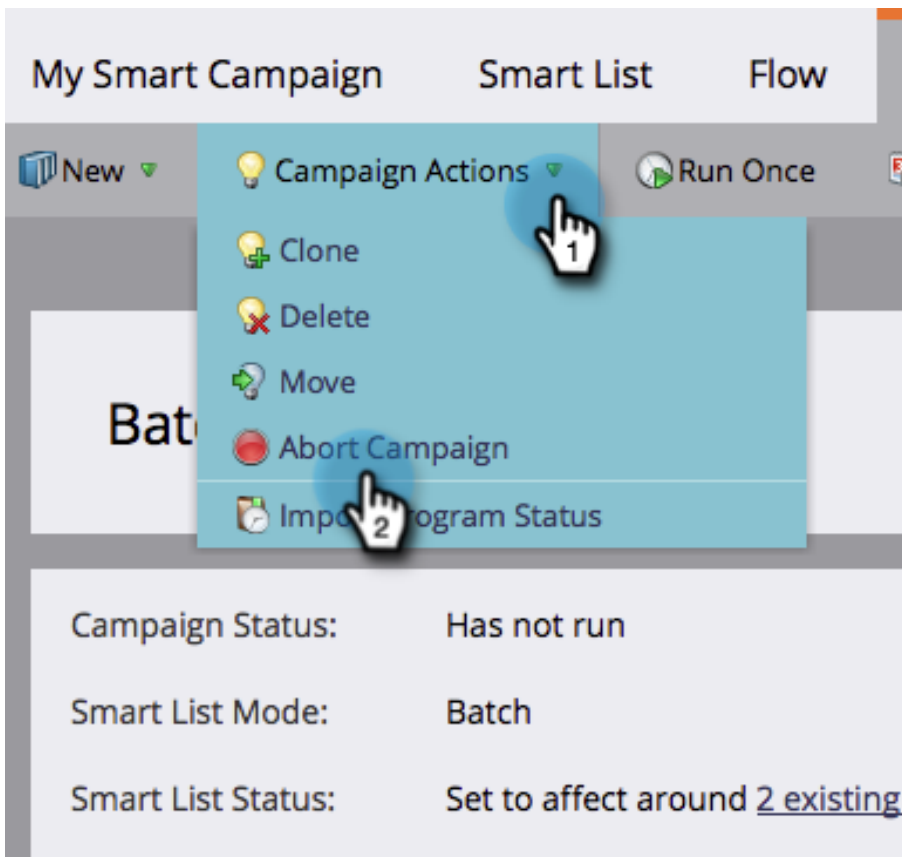 My Smart Campaign Smart List Flow
New Campaign Actions Run Once
Clone
1
Delete
Move
Bat
Abort Campaign
2
Program Status
Campaign Status: Has not run
Smart List Mode: Batch
Smart List Status: Set to affect around 2 existing